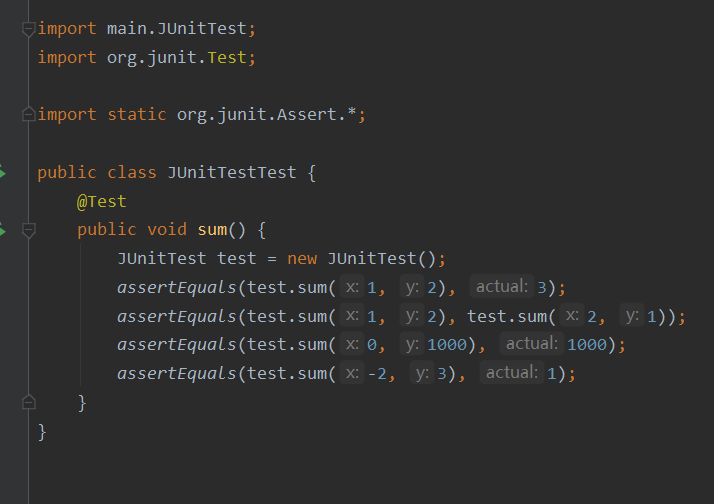 import main.JUnitTest;
import org.junit.Test;
import static org.junit.Assert.*;
public class JUnitTestTest {
@Test
public void sum() {
JUnitTest test = new JUnitTest();
assertEquals(test.sum( x: 1, y: 2), actual: 3);
assertEquals(test.sum( x: 1, y: 2), test.sum( x: 2, y: 1));
assertEquals(test.sum( x: 0, y: 1000), actual: 1000);
assertEquals(test.sum( x: -2, y: 3), actual: 1);
}
}